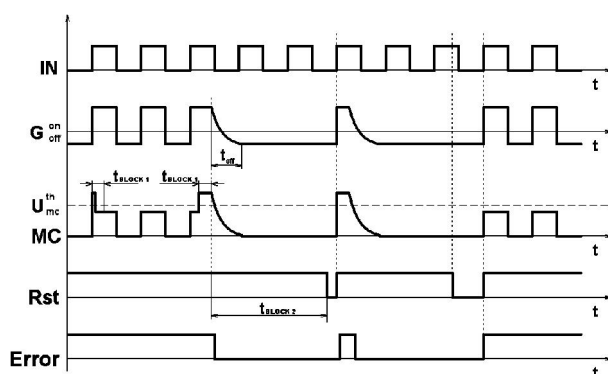 IN
t
G on off
t
t off
t BLOCK 1
t BLOCK 1
U th mc
t
MC
Rst
t
t BLOCK 2
Error
t